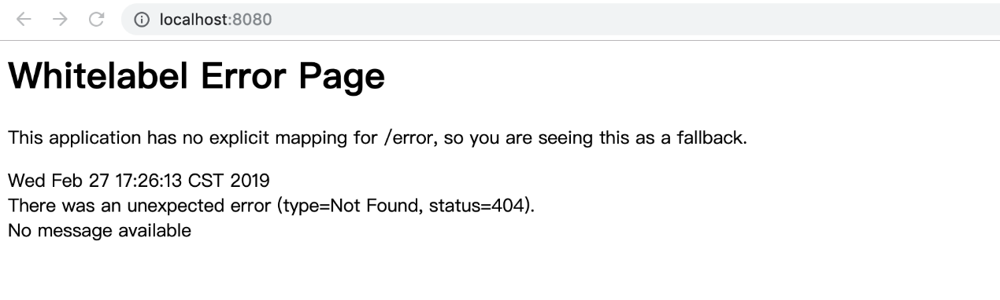 localhost:8080
Whitelabel Error Page
This application has no explicit mapping for /error, so you are seeing this as a fallback.
Wed Feb 27 17:26:13 CST 2019
There was an unexpected error (type=Not Found, status=404).
No message available